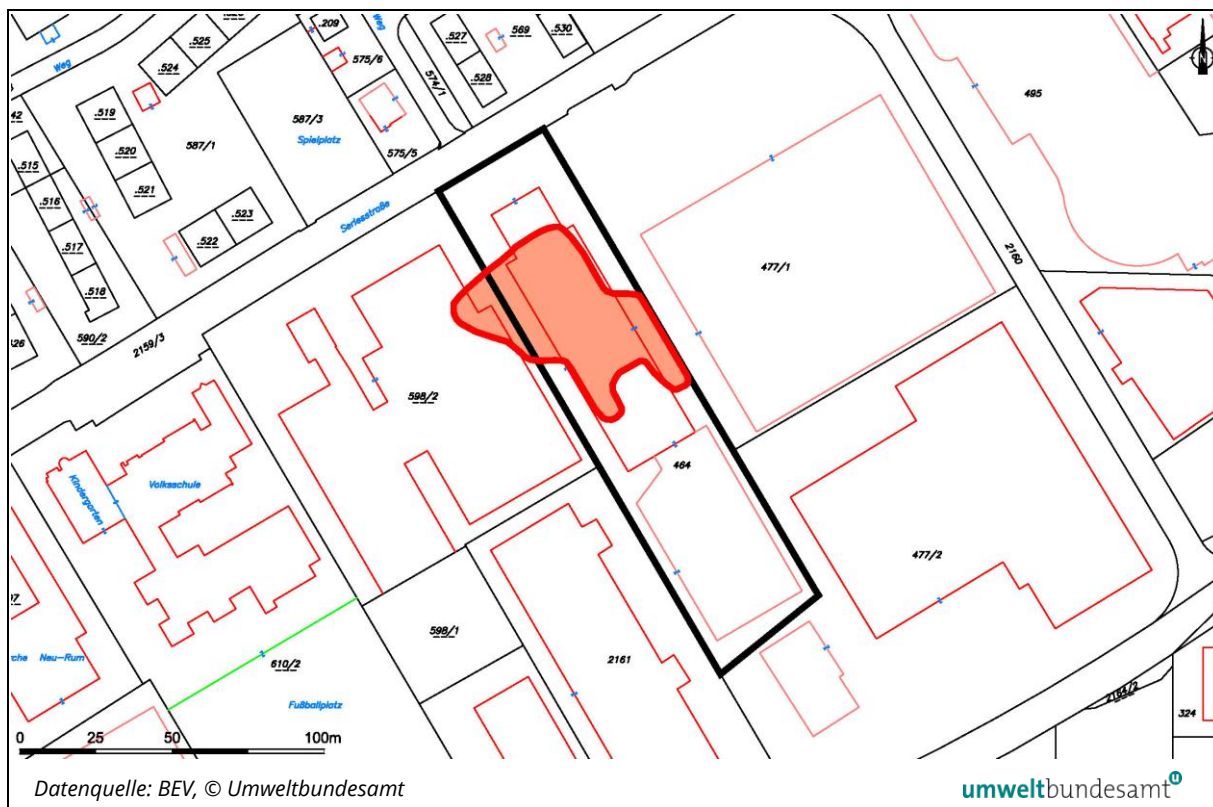 .525
.524
Weg
.519
587/1
.520
.521
.515
.516
.517
.518
.522
.523
590/2
2159/3
587/3
Spielplatz
.209
Weg
575/6
575/5
574/1
.527
569
.530
.528
495
Serlesstraße
477/1
2160
598/2
Volksschule
Kindergarten
464
477/2
598/1
2161
610/2
Neu-Rum
Fußballplatz
324
0 25 50 100m
N
Datenquelle: BEV, © Umweltbundesamt
umweltbundesamt